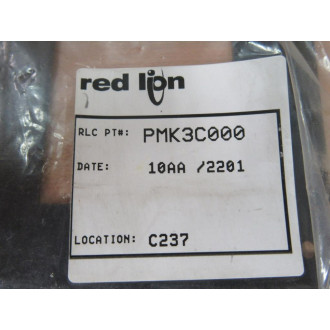 red lion
RLC PT#: PMK3C000
DATE: 10AA /2201
LOCATION: C237